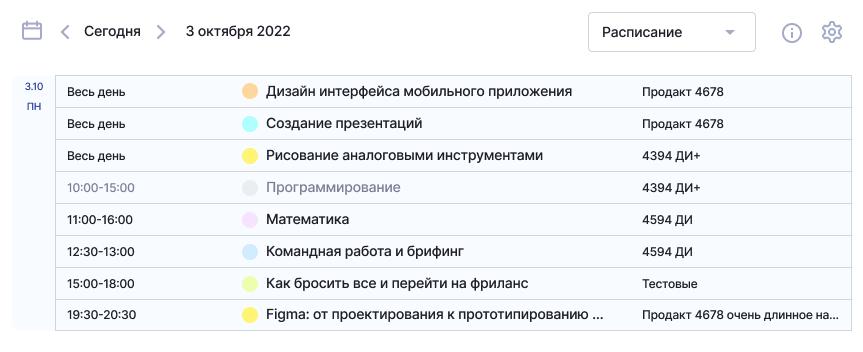 Сегодня 3 октября 2022 Расписание
3.10
ПН
Весь день Дизайн интерфейса мобильного приложения Продакт 4678
Весь день Создание презентаций Продакт 4678
Весь день Рисование аналоговыми инструментами 4394 ДИ+
10:00-15:00 Программирование 4394 ДИ+
11:00-16:00 Математика 4594 ДИ
12:30-13:00 Командная работа и брифинг 4594 ДИ
15:00-18:00 Как бросить все и перейти на фриланс Тестовые
19:30-20:30 Figma: от проектирования к прототипированию ... Продакт 4678 очень длинное на...